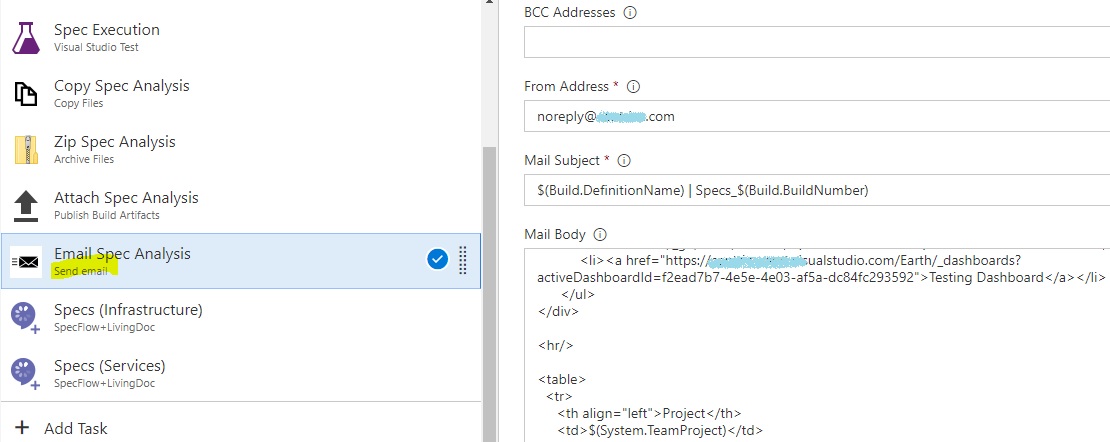 Spec Execution
Visual Studio Test
Copy Spec Analysis
Copy Files
Zip Spec Analysis
Archive Files
Attach Spec Analysis
Publish Build Artifacts
Email Spec Analysis
Send email
Specs (Infrastructure)
SpecFlow+LivingDoc
Specs (Services)
SpecFlow+LivingDoc
+ Add Task
BCC Addresses
From Address *
noreply@ .com
Mail Subject *
$(Build.DefinitionName) | Specs_$(Build.BuildNumber)
Mail Body
<li><a href="https:// isualstudio.com/Earth/_dashboards?
activeDashboardId=f2ead7b7-4e5e-4e03-af5a-dc84fc293592">Testing Dashboard</a></li>
</ul>
</div>
<hr/>
<table>
<tr>
<th align="left">Project</th>
<td>$(System.TeamProject)</td>